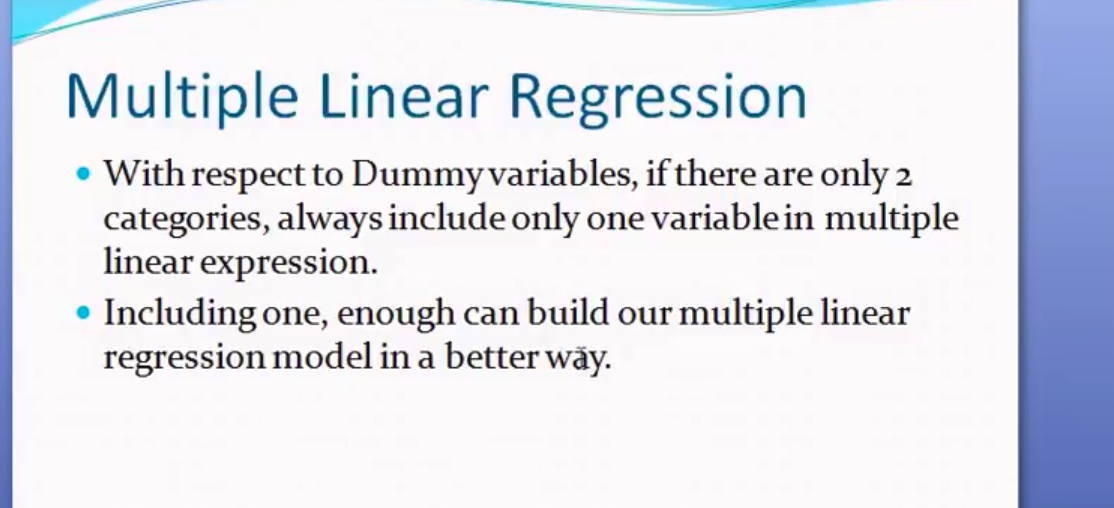 Multiple Linear Regression
With respect to Dummy variables, if there are only 2
categories, always include only one variable in multiple
linear expression.
Including one, enough can build our multiple linear
regression model in a better way.